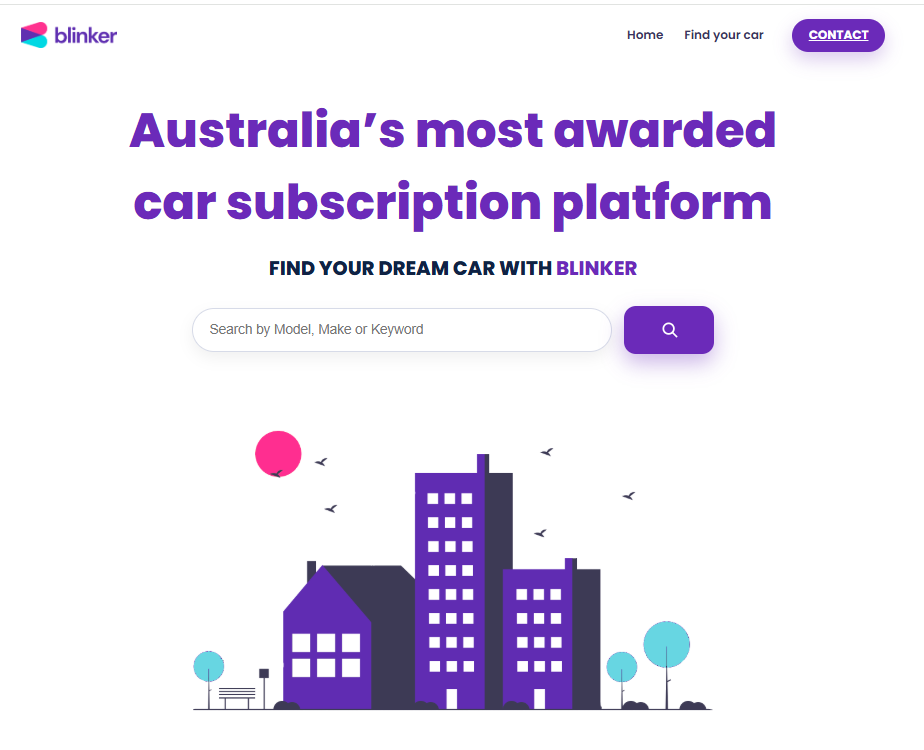 blinker
Home
Find your car
CONTACT
Australia’s most awarded
car subscription platform
FIND YOUR DREAM CAR WITH BLINKER
Search by Model, Make or Keyword